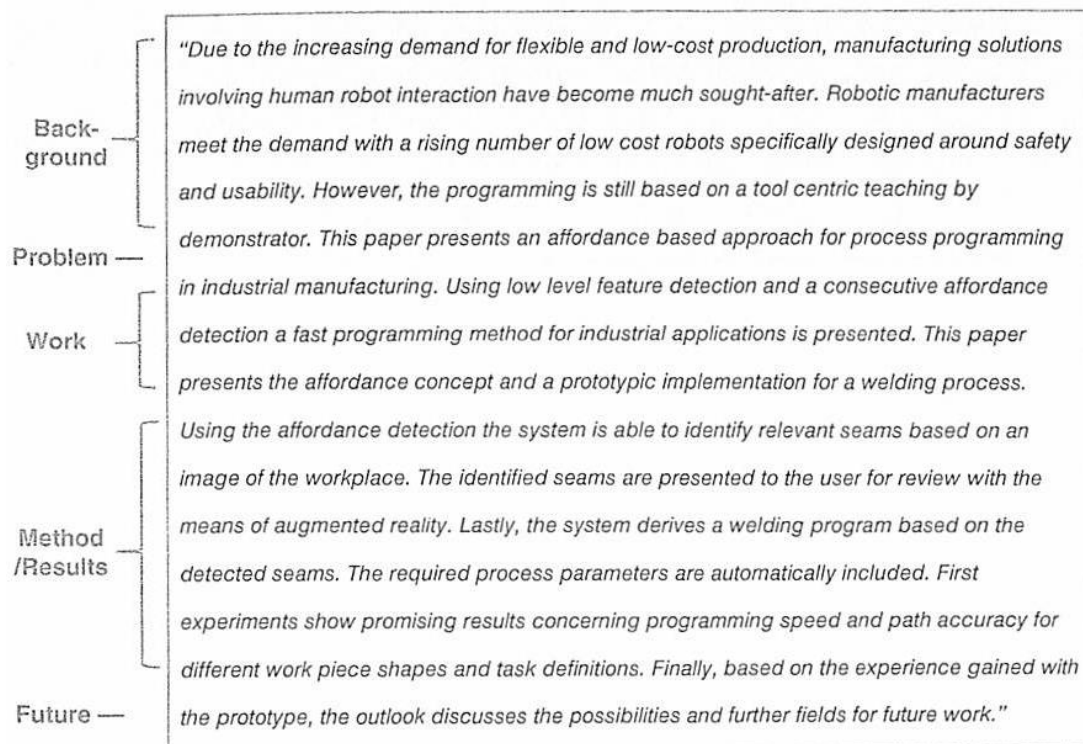 Back-
ground
Problem —
Work
Method
/Results
Future —
"Due to the increasing demand for flexible and low-cost production, manufacturing solutions
involving human robot interaction have become much sought-after. Robotic manufacturers
meet the demand with a rising number of low cost robots specifically designed around safety
and usability. However, the programming is still based on a tool centric teaching by
demonstrator. This paper presents an affordance based approach for process programming
in industrial manufacturing. Using low level feature detection and a consecutive affordance
detection a fast programming method for industrial applications is presented. This paper
presents the affordance concept and a prototypic implementation for a welding process.
Using the affordance detection the system is able to identify relevant seams based on an
image of the workplace. The identified seams are presented to the user for review with the
means of augmented reality. Lastly, the system derives a welding program based on the
detected seams. The required process parameters are automatically included. First
experiments show promising results concerning programming speed and path accuracy for
different work piece shapes and task definitions. Finally, based on the experience gained with
the prototype, the outlook discusses the possibilities and further fields for future work."